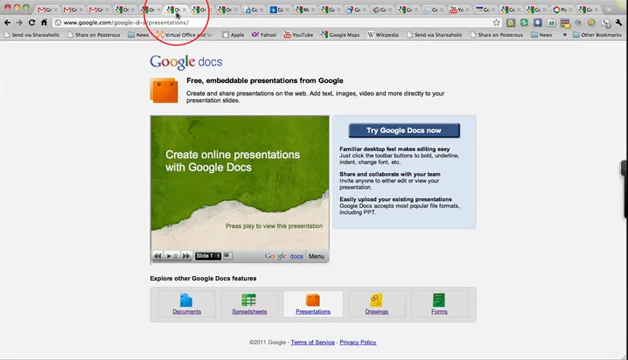 www.google.com/google-d-s/presentations/
Send via Shareaholic
Share on Posterous
News
Virtual Office and So
Apple
Yahoo!
YouTube
Google Maps
Wikipedia
Send via Shareaholic
Share on Posterous
News
Other Bookmarks
Google docs
Free, embeddable presentations from Google
Create and share presentations on the web. Add text, images, video and more directly to your
presentation slides.
Create online presentations
with Google Docs
Press play to view this presentation
Slide 1 / 6
Google docs
Menu
Try Google Docs now
Familiar desktop feel makes editing easy
Just click the toolbar buttons to bold, underline,
indent, change font, etc.
Share and collaborate with your team
Invite anyone to either edit or view your
presentation.
Easily upload your existing presentations
Google Docs accepts most popular file formats,
including PPT.
Explore other Google Docs features
Documents
Spreadsheets
Presentations
Drawings
Forms
©2011 Google - Terms of Service - Privacy Policy